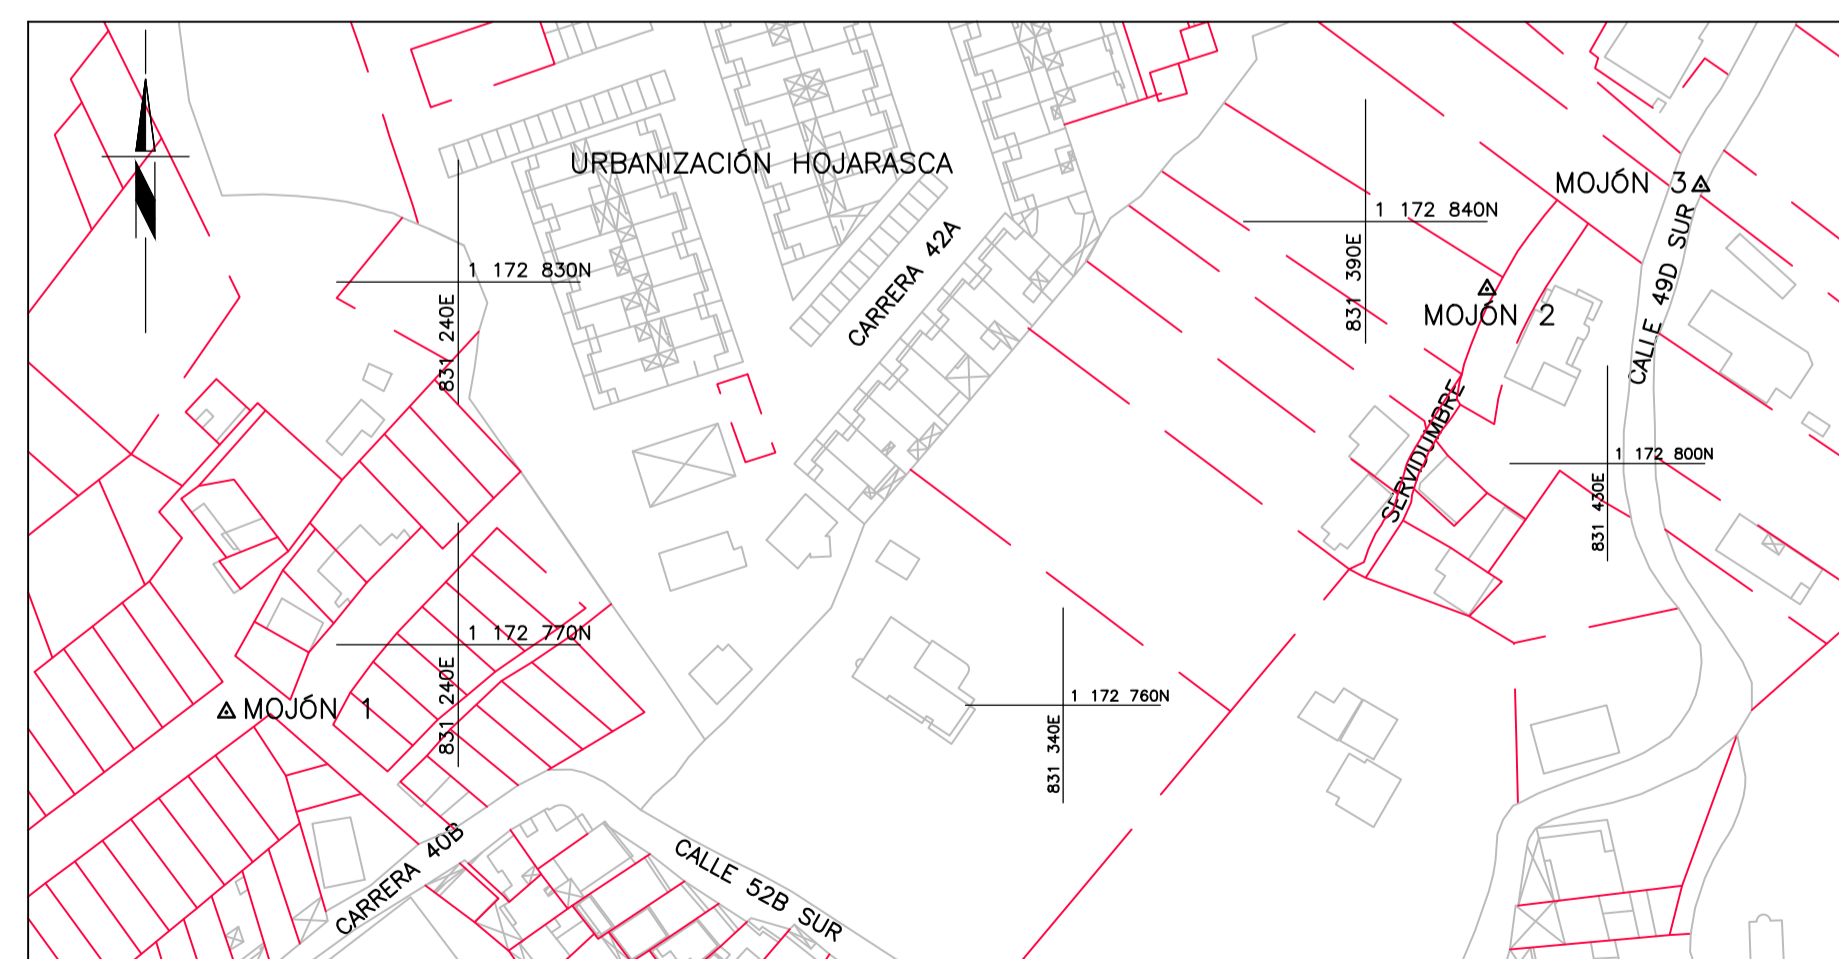 URBANIZACIÓN HOJARASCA
MOJÓN 3
1 172 840N
831 390E
CARRERA 42A
CALLE 49D SUR
1 172 830N
831 240E
MOJÓN 2
SERVIDUMBRE
1 172 800N
831 430E
1 172 770N
831 240E
MOJÓN 1
1 172 760N
831 340E
CARRERA 40B
CALLE 52B SUR